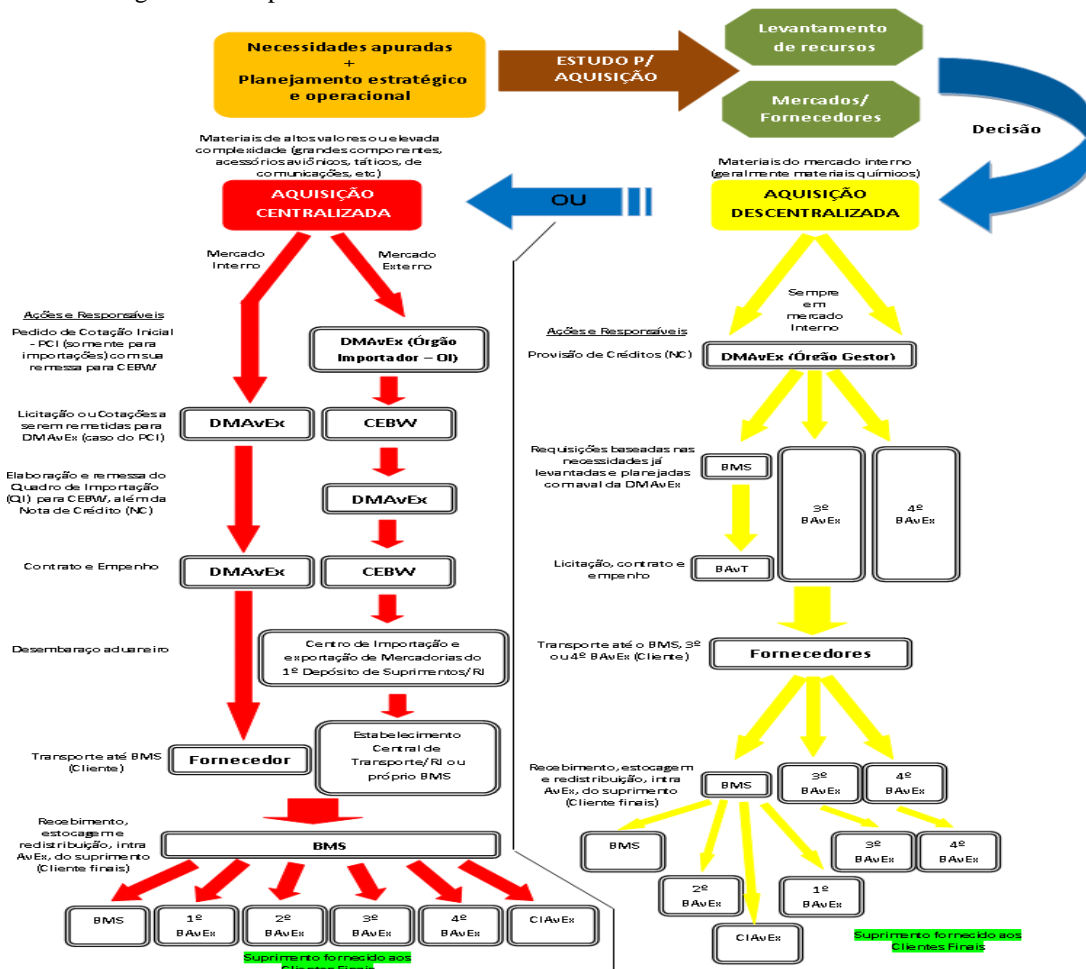 Necessidades apuradas
+
Planejamento estratégico
e operacional
ESTUDO P/
AQUISIÇÃO
Levantamento
de recursos
Mercados/
Fornecedores
Decisão
Materiais de altos valores ou elevada
complexidade (grandes componentes,
acessórios aviônicos, táticos, de
comunicações, etc)
AQUISIÇÃO
CENTRALIZADA
OU
Materiais do mercado interno
(geralmente materiais químicos)
AQUISIÇÃO
DESCENTRALIZADA
Mercado
Interno
Mercado
Externo
Ações e Responsáveis
Pedido de Cotação Inicial
- PCI (somente para
importações) com sua
remessa para CEBW
DMAvEx (Órgão
Importador – OI)
Licitação ou Cotações a
serem remetidas para
DMAvEx (caso do PCI)
DMAvEx
CEBW
Elaboração e remessa do
Quadro de Importação
(QI) para CEBW, além da
Nota de Crédito (NC)
DMAvEx
Contrato e Empenho
DMAvEx
CEBW
Desembaraço aduaneiro
Centro de Importação e
exportação de Mercadorias do
1º Depósito de Suprimentos/RJ
Transporte até BMS
(Cliente)
Fornecedor
Estabelecimento
Central de
Transporte/RJ ou
próprio BMS
Recebimento,
estocagem e
redistribuição, intra
AvEx, do suprimento
(Cliente finais)
BMS
BMS
1º
BAvEx
2º
BAvEx
3º
BAvEx
4º
BAvEx
CIAvEx
Suprimento fornecido aos
Clientes Finais
Sempre
em
mercado
Interno
Ações e Responsáveis
Provisão de Créditos (NC)
DMAvEx (Órgão Gestor)
Requisições baseadas nas
necessidades já
levantadas e planejadas
com aval da DMAvEx
BMS
3º
BAvEx
4º
BAvEx
Licitação, contrato e
empenho
BAvT
Transporte até o BMS, 3º
ou 4º BAvEx (Cliente)
Fornecedores
Recebimento, estocagem
e redistribuição, intra
AvEx, do suprimento
(Cliente finais)
BMS
3º
BAvEx
4º
BAvEx
BMS
2º
BAvEx
CIAvEx
1º
BAvEx
3º
BAvEx
4º
BAvEx
Suprimento fornecido aos
Clientes Finais